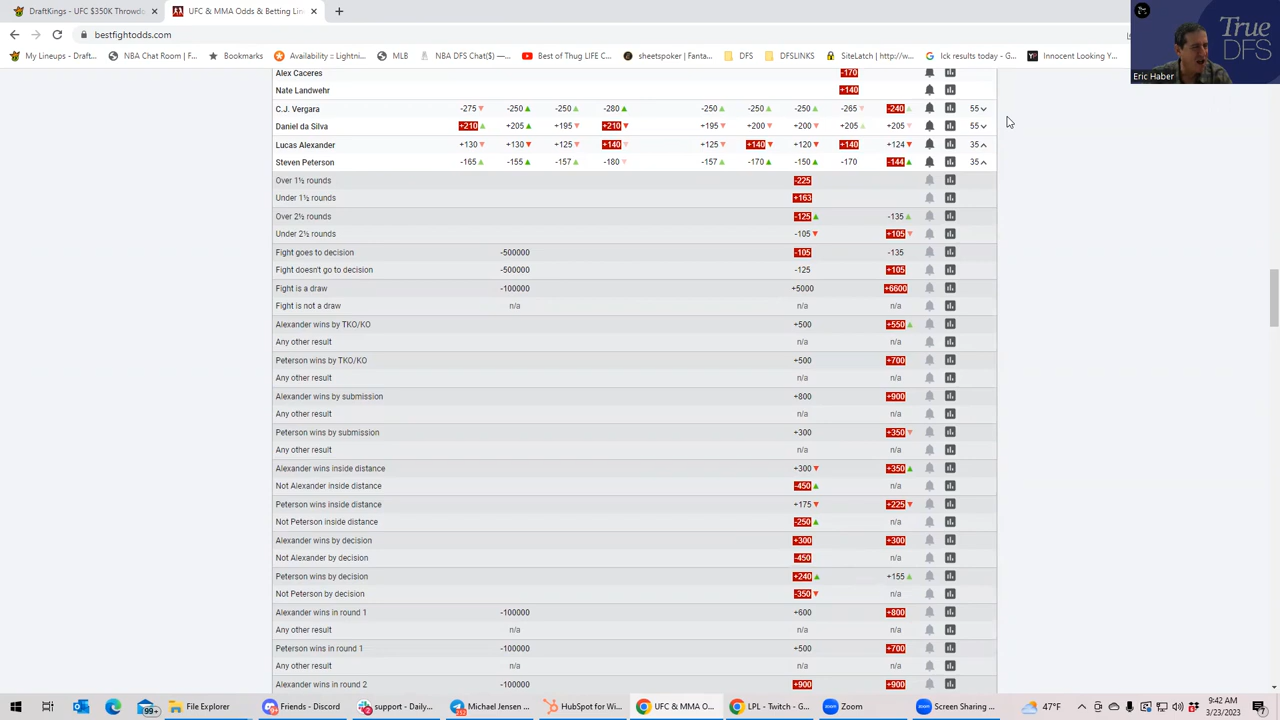 DraftKings - UFC $350K Throwdo × UFC & MMA Odds & Betting Lin × +
bestfightodds.com
My Lineups - Draft... NBA Chat Room | F... Bookmarks Availability :: Lightni... MLB NBA DFS Chat($) —... Best of Thug LIFE C... sheetspoker | Fanta... DFS DFSLINKS SiteLatch | http://w... lck results today - G... Innocent Looking Y...
True
DFS
Eric Haber
Alex Caceres -170
Nate Landwehr +140
C.J. Vergara -275▼ -250▲ -250▲ -280▲ -250▲ -250▲ -250▲ -265▼ -240▲ 55
Daniel da Silva +210▲ +205▲ +195▼ +210▼ +195▼ +200▼ +200▼ +205▲ +205▼ 55
Lucas Alexander +130▼ +130▼ +125▼ +140▼ +125▼ +140▼ +120▼ +140 +124▼ 35
Steven Peterson -165▲ -155▲ -157▲ -180▼ -157▲ -170▲ -150▲ -170 -144▲ 35
Over 1½ rounds -225
Under 1½ rounds +163
Over 2½ rounds -125▲ -135▲
Under 2½ rounds -105▼ +105▼
Fight goes to decision -500000 -105 -135
Fight doesn't go to decision -500000 -125 +105
Fight is a draw -100000 +5000 +6600
Fight is not a draw n/a n/a n/a
Alexander wins by TKO/KO +500 +550▲
Any other result n/a n/a
Peterson wins by TKO/KO +500 +700
Any other result n/a n/a
Alexander wins by submission +800 +900
Any other result n/a n/a
Peterson wins by submission +300 +350▼
Any other result n/a n/a
Alexander wins inside distance +300▼ +350▲
Not Alexander inside distance -450▲ n/a
Peterson wins inside distance +175▼ +225▼
Not Peterson inside distance -250▲ n/a
Alexander wins by decision +300 +300
Not Alexander by decision -450 n/a
Peterson wins by decision +240▲ +155▲
Not Peterson by decision -350▼ n/a
Alexander wins in round 1 -100000 +600 +800
Any other result n/a n/a n/a
Peterson wins in round 1 -100000 +500 +700
Any other result n/a n/a n/a
Alexander wins in round 2 -100000 +900 +900
99+ File Explorer Friends - Discord support - Daily... Michael Jensen ... HubSpot for Win... UFC & MMA O... LPL - Twitch - G... Zoom Screen Sharing ... 47°F 9:42 AM
3/23/2023